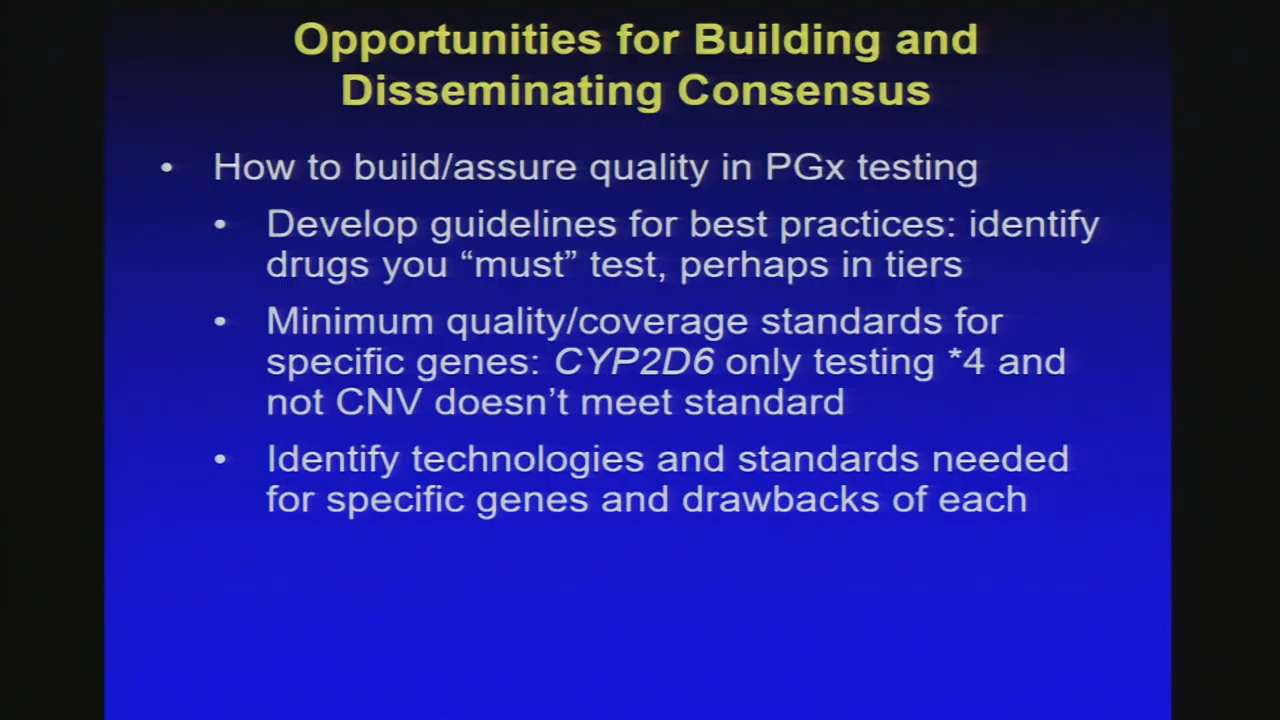 Opportunities for Building and
Disseminating Consensus
• How to build/assure quality in PGx testing
• Develop guidelines for best practices: identify
drugs you “must” test, perhaps in tiers
• Minimum quality/coverage standards for
specific genes: CYP2D6 only testing *4 and
not CNV doesn’t meet standard
• Identify technologies and standards needed
for specific genes and drawbacks of each